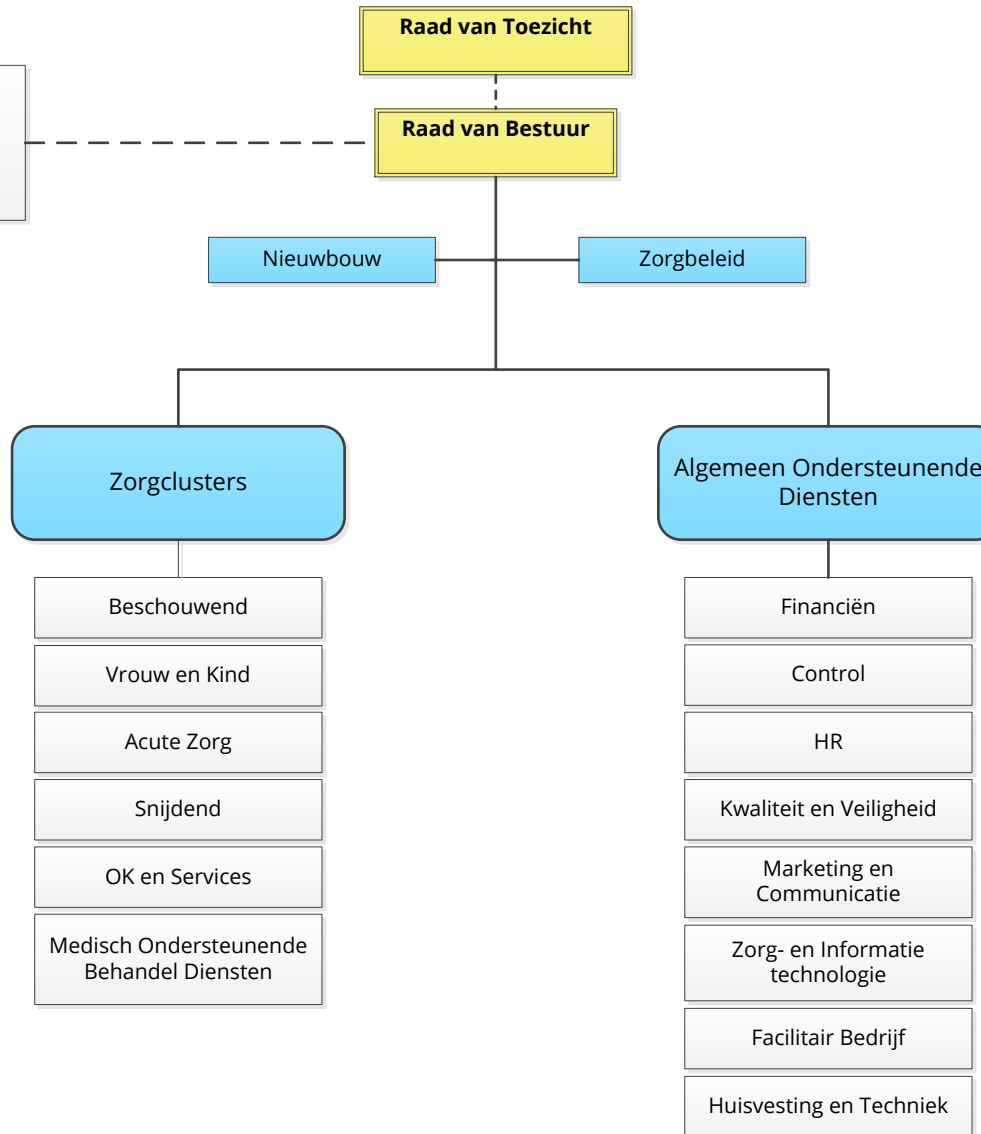 Raad van Toezicht
Raad van Bestuur
Nieuwbouw
Zorgbeleid
Zorgclusters
Beschouwend
Vrouw en Kind
Acute Zorg
Snijdend
OK en Services
Medisch Ondersteunende
Behandel Diensten
Algemeen Ondersteunende
Diensten
Financiën
Control
HR
Kwaliteit en Veiligheid
Marketing en
Communicatie
Zorg- en Informatie
technologie
Facilitair Bedrijf
Huisvesting en Techniek